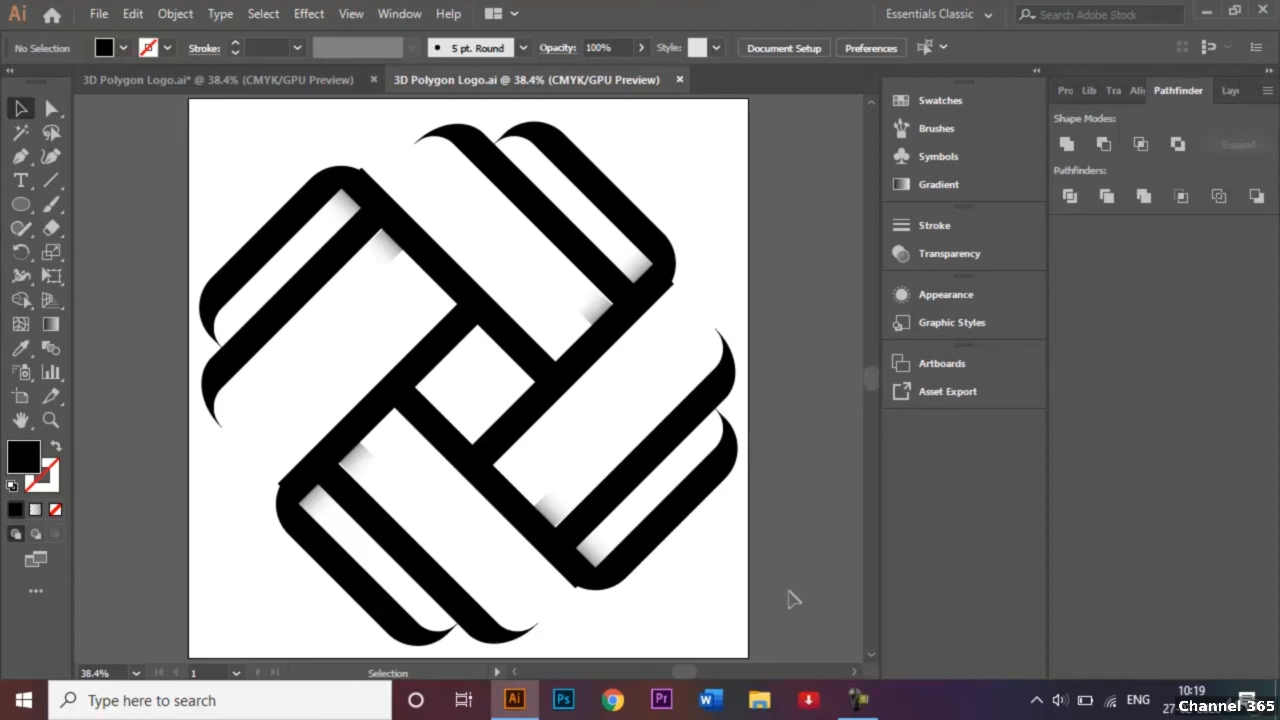 Ai File Edit Object Type Select Effect View Window Help Essentials Classic Search Adobe Stock
No Selection Stroke: 5 pt. Round Opacity: 100% Style: Document Setup Preferences
3D Polygon Logo.ai* @ 38.4% (CMYK/GPU Preview) 3D Polygon Logo.ai @ 38.4% (CMYK/GPU Preview)
Pro Lib Tra Ali Pathfinder Lay
Swatches
Brushes
Symbols
Gradient
Stroke
Transparency
Appearance
Graphic Styles
Artboards
Asset Export
Shape Modes:
Expand
Pathfinders:
38.4% 1 Selection
Type here to search
Ai Ps Pr W
ENG
10:19
Channel 365